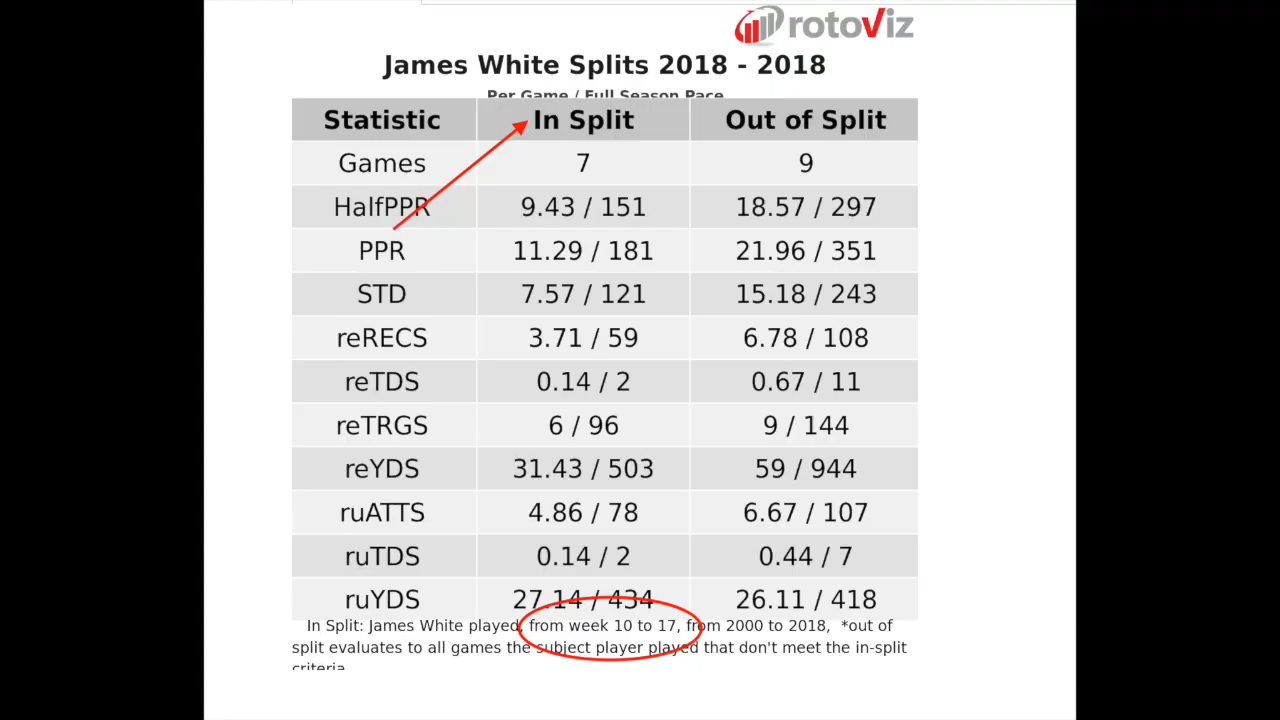 rotoViz
James White Splits 2018 - 2018
Per Game / Full Season Pace
Statistic In Split Out of Split
Games 7 9
HalfPPR 9.43 / 151 18.57 / 297
PPR 11.29 / 181 21.96 / 351
STD 7.57 / 121 15.18 / 243
reRECS 3.71 / 59 6.78 / 108
reTDS 0.14 / 2 0.67 / 11
reTRGS 6 / 96 9 / 144
reYDS 31.43 / 503 59 / 944
ruATTS 4.86 / 78 6.67 / 107
ruTDS 0.14 / 2 0.44 / 7
ruYDS 27.14 / 434 26.11 / 418
In Split: James White played, from week 10 to 17, from 2000 to 2018, *out of
split evaluates to all games the subject player played that don't meet the in-split
criteria